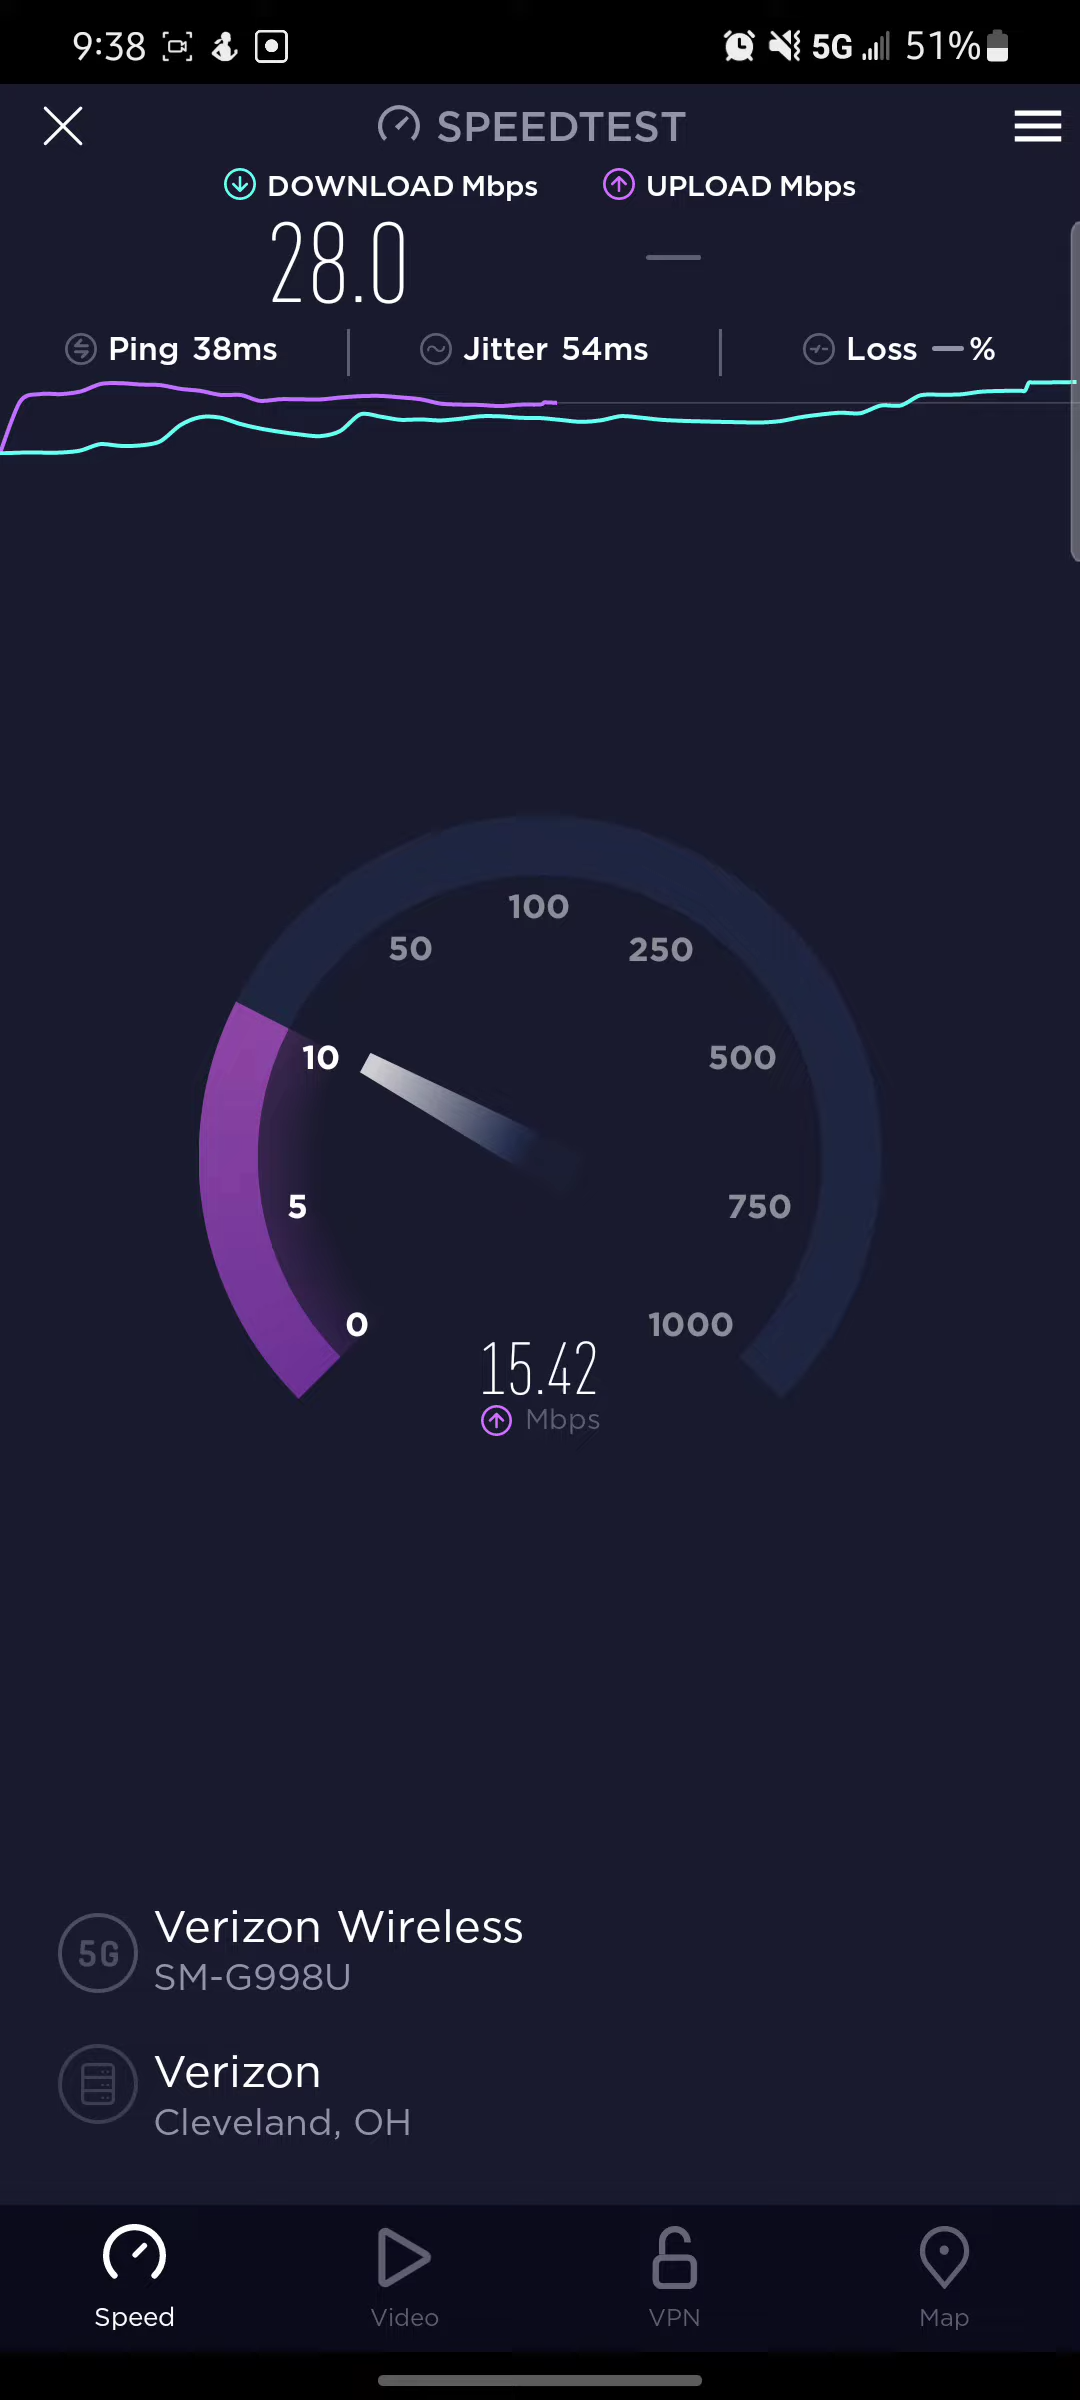 9:38 5G 51%
SPEEDTEST
DOWNLOAD Mbps UPLOAD Mbps
28.0 —
Ping 38ms Jitter 54ms Loss — %
100
50 250
10 500
5 750
0 1000
15.42
Mbps
5G Verizon Wireless
SM-G998U
Verizon
Cleveland, OH
Speed Video VPN Map